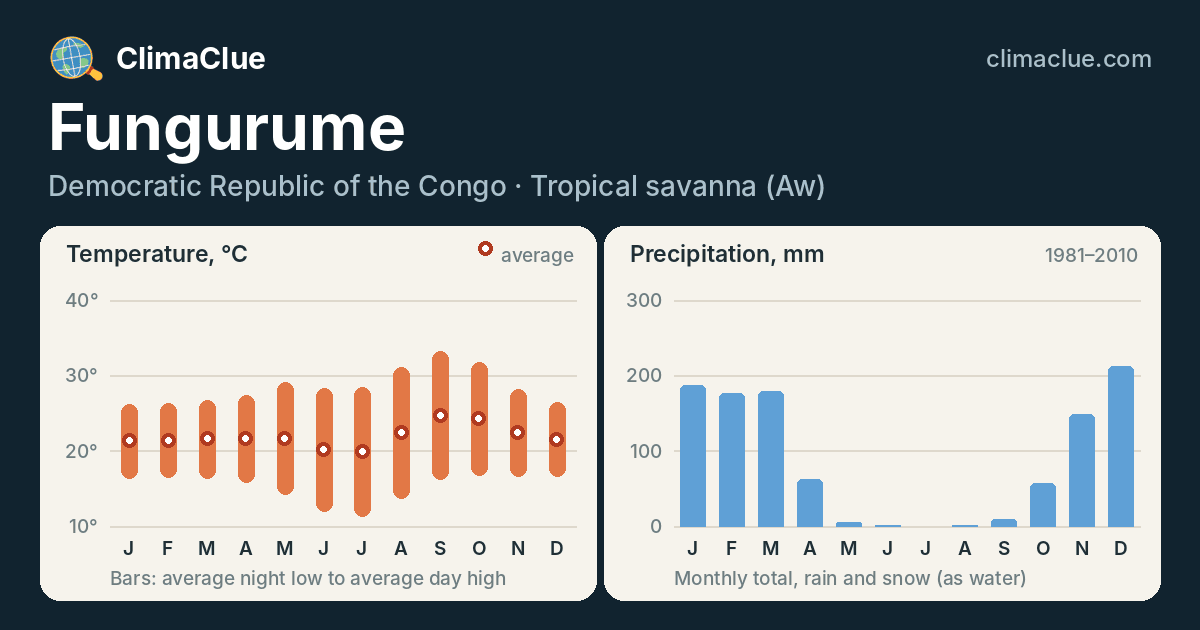 ClimaClue
climaclue.com
Fungurume
Democratic Republic of the Congo · Tropical savanna (Aw)
Temperature, °C
average
40°
30°
20°
10°
J F M A M J J A S O N D
Bars: average night low to average day high
Precipitation, mm
1981–2010
300
200
100
0
J F M A M J J A S O N D
Monthly total, rain and snow (as water)